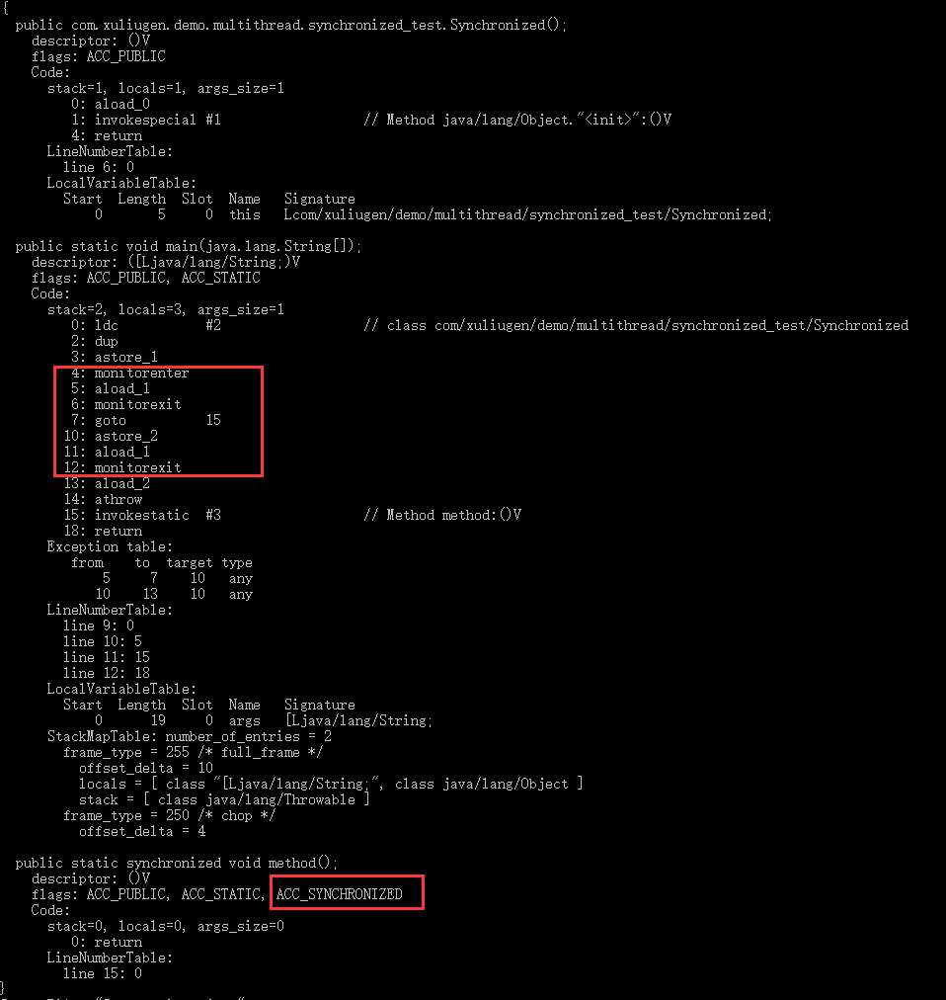 {
  public com.xuliugen.demo.multithread.synchronized_test.Synchronized();
    descriptor: ()V
    flags: ACC_PUBLIC
    Code:
      stack=1, locals=1, args_size=1
         0: aload_0
         1: invokespecial #1                  // Method java/lang/Object."<init>":()V
         4: return
      LineNumberTable:
        line 6: 0
      LocalVariableTable:
        Start  Length  Slot  Name   Signature
            0       5     0  this   Lcom/xuliugen/demo/multithread/synchronized_test/Synchronized;
  public static void main(java.lang.String[]);
    descriptor: ([Ljava/lang/String;)V
    flags: ACC_PUBLIC, ACC_STATIC
    Code:
      stack=2, locals=3, args_size=1
         0: ldc           #2                  // class com/xuliugen/demo/multithread/synchronized_test/Synchronized
         2: dup
         3: astore_1
         4: monitorenter
         5: aload_1
         6: monitorexit
         7: goto          15
        10: astore_2
        11: aload_1
        12: monitorexit
        13: aload_2
        14: athrow
        15: invokestatic  #3                  // Method method:()V
        18: return
      Exception table:
         from    to  target type
             5     7    10   any
            10    13    10   any
      LineNumberTable:
        line 9: 0
        line 10: 5
        line 11: 15
        line 12: 18
      LocalVariableTable:
        Start  Length  Slot  Name   Signature
            0      19     0  args   [Ljava/lang/String;
      StackMapTable: number_of_entries = 2
        frame_type = 255 /* full_frame */
          offset_delta = 10
          locals = [ class "[Ljava/lang/String;", class java/lang/Object ]
          stack = [ class java/lang/Throwable ]
        frame_type = 250 /* chop */
          offset_delta = 4
  public static synchronized void method();
    descriptor: ()V
    flags: ACC_PUBLIC, ACC_STATIC, ACC_SYNCHRONIZED
    Code:
      stack=0, locals=0, args_size=0
         0: return
      LineNumberTable:
        line 15: 0
}